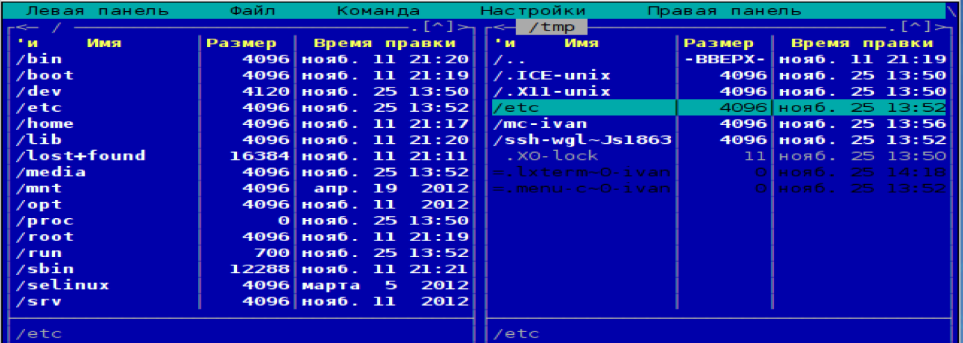 Левая панель Файл Команда Настройки Правая панель \
<— / .[^]> <— /tmp .[^]>
'и Имя Размер Время правки 'и Имя Размер Время правки
/bin 4096 нояб. 11 21:20 /.. -ВВЕРХ- нояб. 11 21:19
/boot 4096 нояб. 11 21:19 /.ICE-unix 4096 нояб. 25 13:50
/dev 4120 нояб. 25 13:50 /.X11-unix 4096 нояб. 25 13:50
/etc 4096 нояб. 25 13:52 /etc 4096 нояб. 25 13:52
/home 4096 нояб. 11 21:17 /mc-ivan 4096 нояб. 25 13:56
/lib 4096 нояб. 11 21:20 /ssh-wgl~Js1863 4096 нояб. 25 13:52
/lost+found 16384 нояб. 11 21:11 .X0-lock 11 нояб. 25 13:50
/media 4096 нояб. 25 13:52 =.lxterm~0-ivan 0 нояб. 25 14:18
/mnt 4096 апр. 19 2012 =.menu-c~0-ivan 0 нояб. 25 13:52
/opt 4096 нояб. 11 2012
/proc 0 нояб. 25 13:50
/root 4096 нояб. 11 21:19
/run 700 нояб. 25 13:52
/sbin 12288 нояб. 11 21:21
/selinux 4096 марта 5 2012
/srv 4096 нояб. 11 2012
/etc /etc